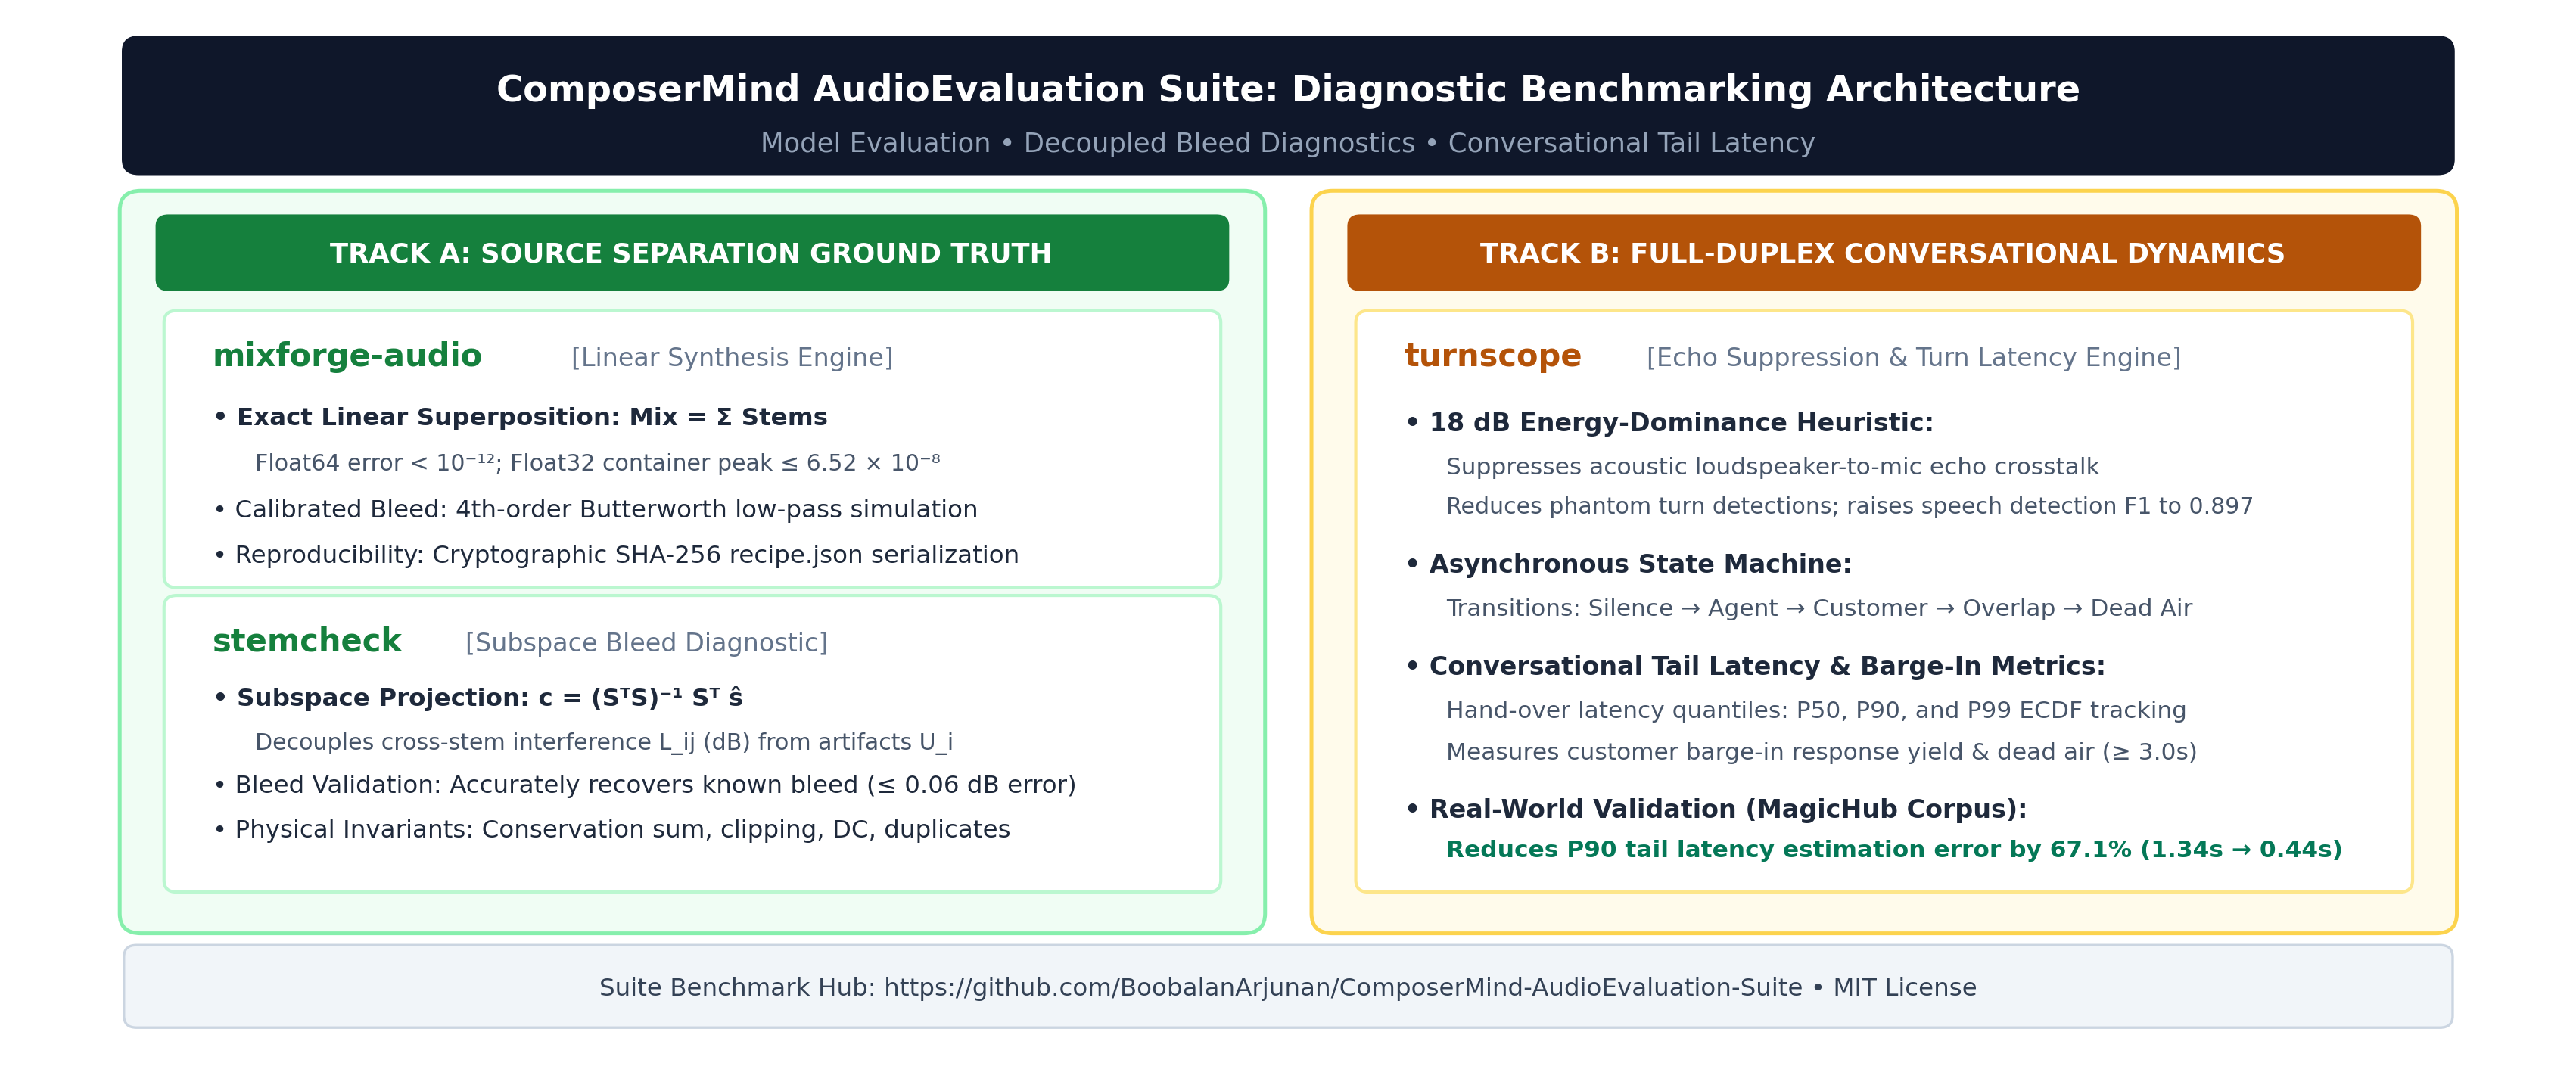 ComposerMind AudioEvaluation Suite: Diagnostic Benchmarking Architecture
Model Evaluation • Decoupled Bleed Diagnostics • Conversational Tail Latency
TRACK A: SOURCE SEPARATION GROUND TRUTH
mixforge-audio [Linear Synthesis Engine]
• Exact Linear Superposition: Mix = Σ Stems
Float64 error < 10⁻¹²; Float32 container peak ≤ 6.52 × 10⁻⁸
• Calibrated Bleed: 4th-order Butterworth low-pass simulation
• Reproducibility: Cryptographic SHA-256 recipe.json serialization
stemcheck [Subspace Bleed Diagnostic]
• Subspace Projection: c = (SᵀS)⁻¹ Sᵀ ŝ
Decouples cross-stem interference L_ij (dB) from artifacts U_i
• Bleed Validation: Accurately recovers known bleed (≤ 0.06 dB error)
• Physical Invariants: Conservation sum, clipping, DC, duplicates
TRACK B: FULL-DUPLEX CONVERSATIONAL DYNAMICS
turnscope [Echo Suppression & Turn Latency Engine]
• 18 dB Energy-Dominance Heuristic:
Suppresses acoustic loudspeaker-to-mic echo crosstalk
Reduces phantom turn detections; raises speech detection F1 to 0.897
• Asynchronous State Machine:
Transitions: Silence → Agent → Customer → Overlap → Dead Air
• Conversational Tail Latency & Barge-In Metrics:
Hand-over latency quantiles: P50, P90, and P99 ECDF tracking
Measures customer barge-in response yield & dead air (≥ 3.0s)
• Real-World Validation (MagicHub Corpus):
Reduces P90 tail latency estimation error by 67.1% (1.34s → 0.44s)
Suite Benchmark Hub: https://github.com/BoobalanArjunan/ComposerMind-AudioEvaluation-Suite • MIT License